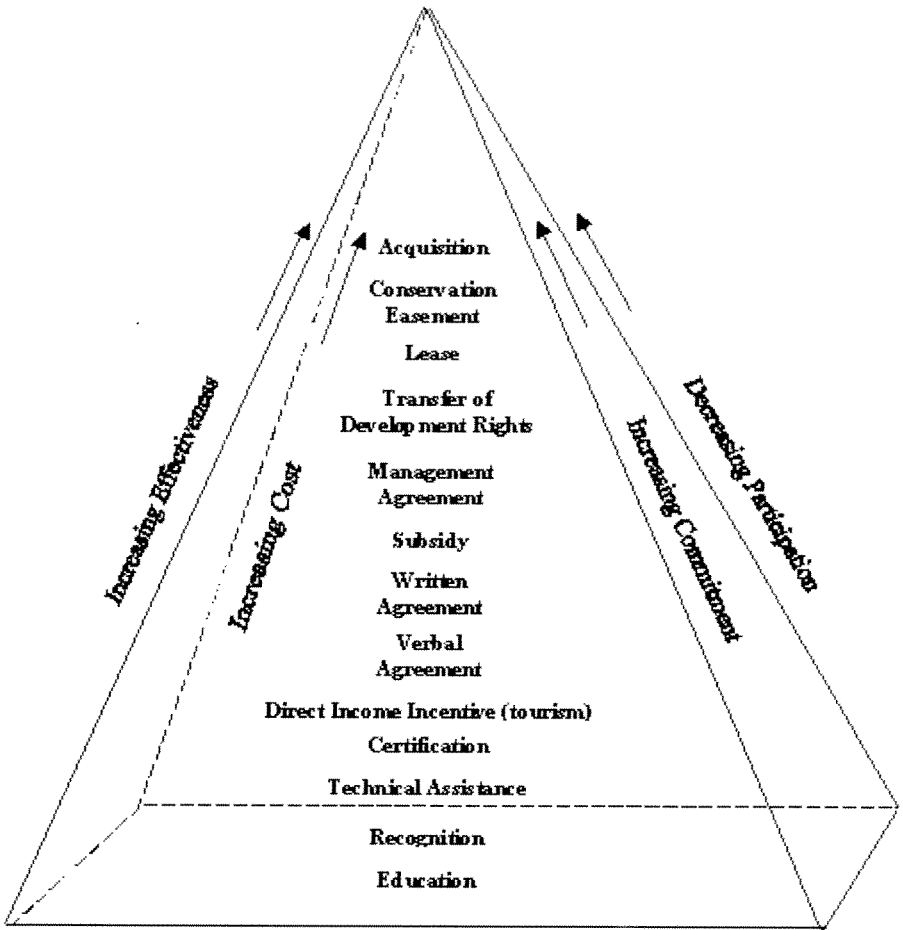 Acquisition
Conservation
Easement
Lease
Transfer of
Development Rights
Management
Agreement
Subsidy
Written
Agreement
Verbal
Agreement
Direct Income Incentive (tourism)
Certification
Technical Assistance
Recognition
Education
Increasing Effectiveness
Increasing Cost
Increasing Commitment
Decreasing Participation